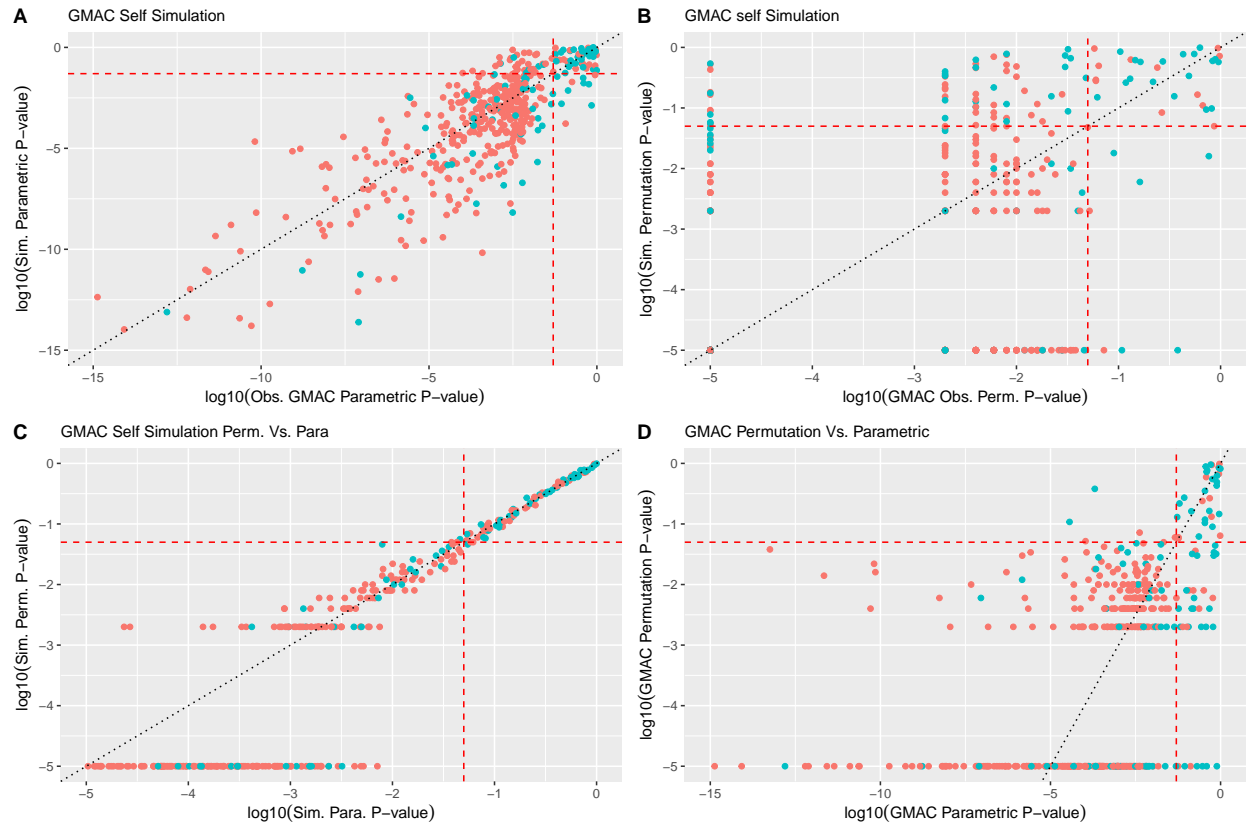 A
GMAC Self Simulation
log10(Sim. Parametric P−value)
0
−5
−10
−15
−15 −10 −5 0
log10(Obs. GMAC Parametric P−value)
B
GMAC self Simulation
log10(Sim. Permutation P−value)
0
−1
−2
−3
−4
−5
−5 −4 −3 −2 −1 0
log10(GMAC Obs. Perm. P−value)
C
GMAC Self Simulation Perm. Vs. Para
log10(Sim. Perm. P−value)
0
−1
−2
−3
−4
−5
−5 −4 −3 −2 −1 0
log10(Sim. Para. P−value)
D
GMAC Permutation Vs. Parametric
log10(GMAC Permutation P−value)
0
−1
−2
−3
−4
−5
−15 −10 −5 0
log10(GMAC Parametric P−value)